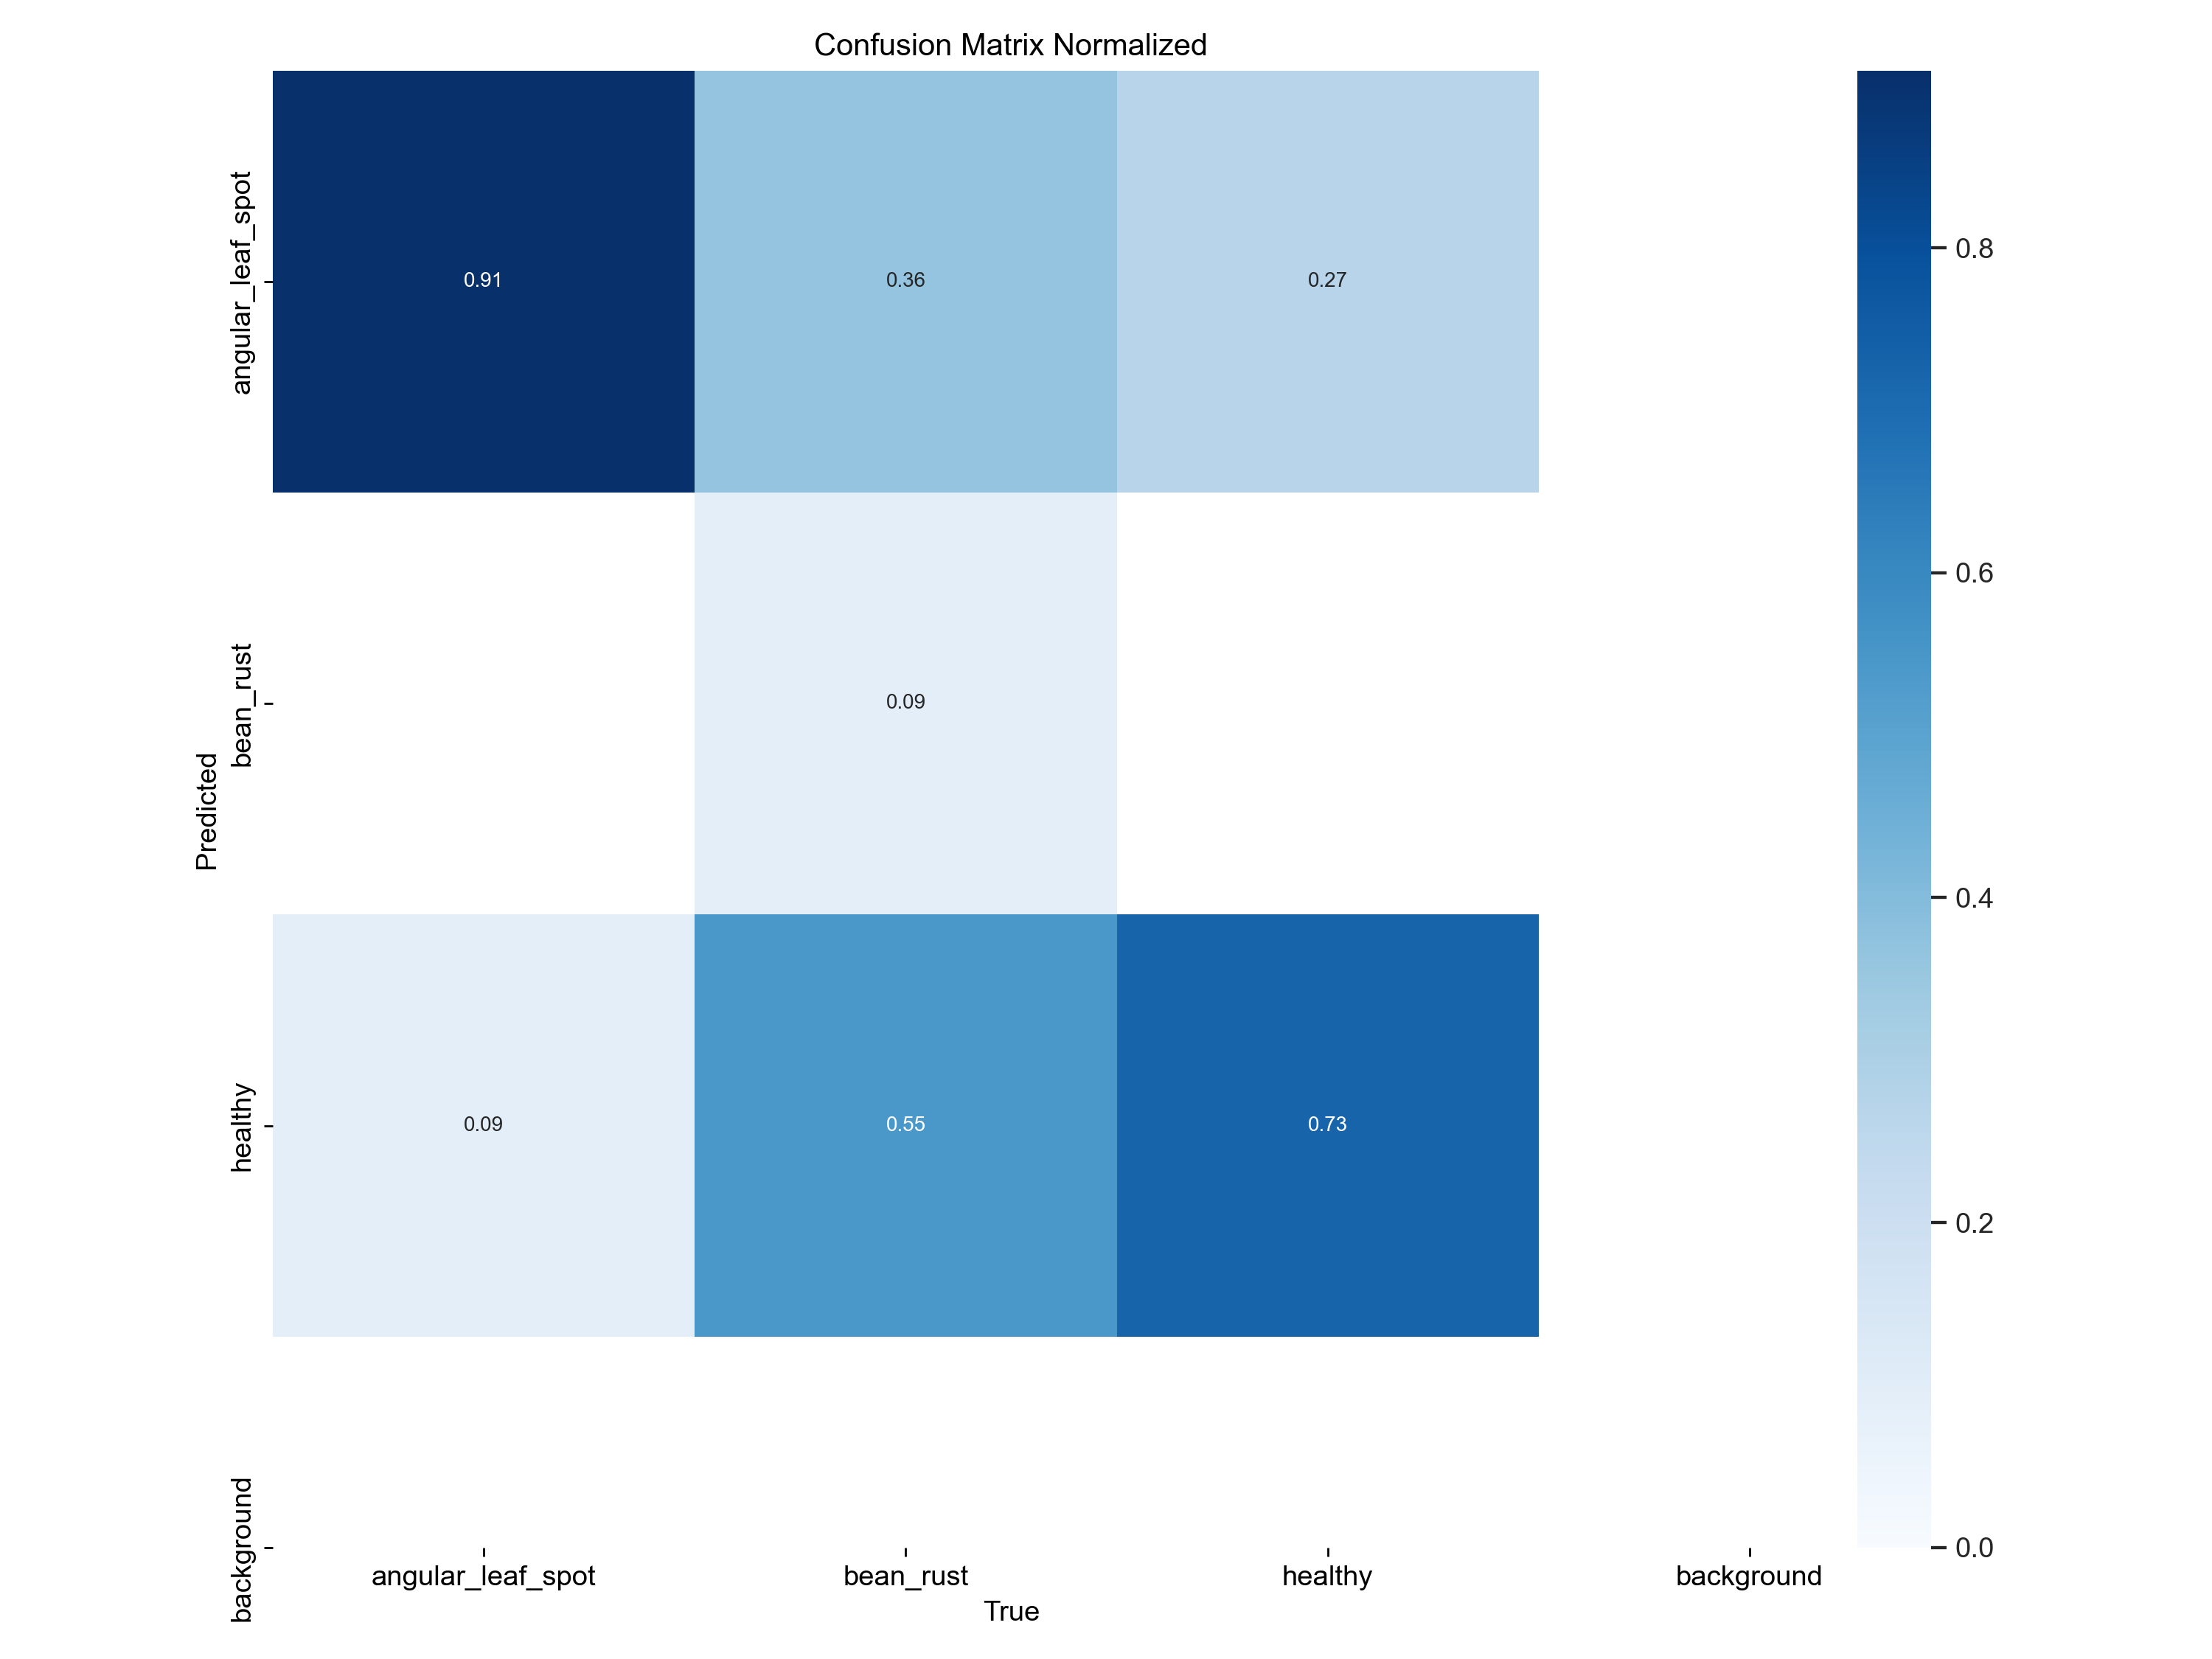 Confusion Matrix Normalized
angular_leaf_spot
0.91
0.36
0.27
bean_rust
0.09
healthy
0.09
0.55
0.73
background
Predicted
angular_leaf_spot
bean_rust
healthy
background
True
0.8
0.6
0.4
0.2
0.0